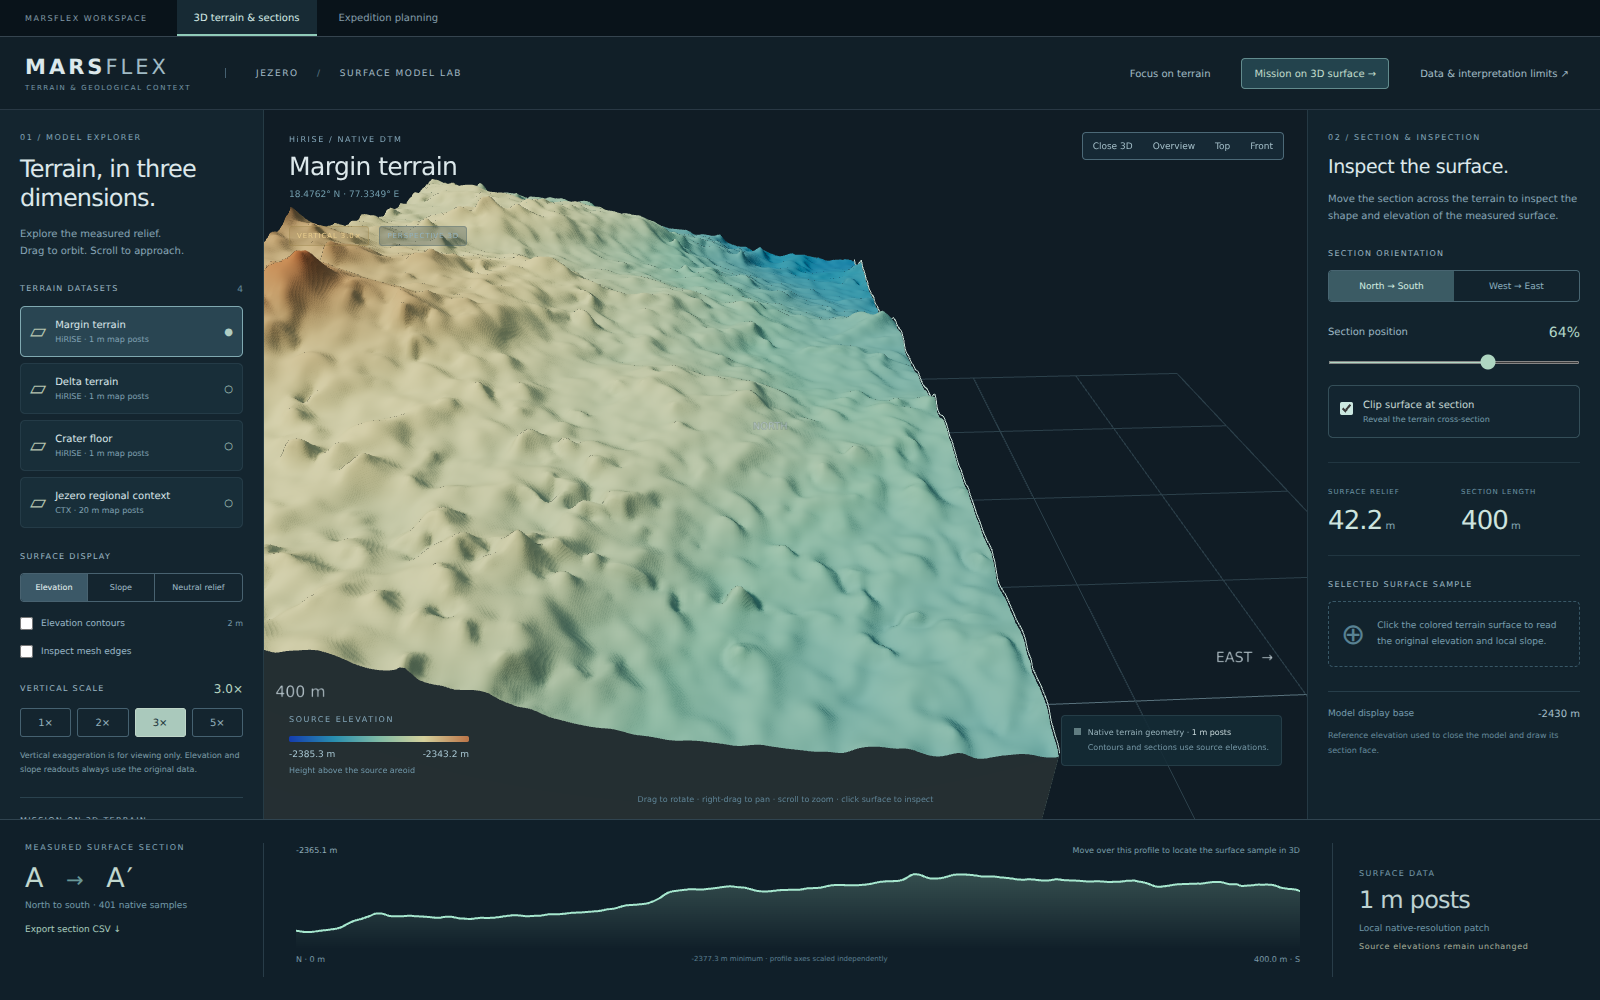 MARSFLEX WORKSPACE
3D terrain & sections
Expedition planning
MARSFLEX
TERRAIN & GEOLOGICAL CONTEXT
JEZERO / SURFACE MODEL LAB
Focus on terrain
Mission on 3D surface →
Data & interpretation limits ↗
01 / MODEL EXPLORER
Terrain, in three
dimensions.
Explore the measured relief.
Drag to orbit. Scroll to approach.
TERRAIN DATASETS 4
Margin terrain
HiRISE · 1 m map posts
Delta terrain
HiRISE · 1 m map posts
Crater floor
HiRISE · 1 m map posts
Jezero regional context
CTX · 20 m map posts
SURFACE DISPLAY
Elevation Slope Neutral relief
Elevation contours 2 m
Inspect mesh edges
VERTICAL SCALE 3.0×
1× 2× 3× 5×
Vertical exaggeration is for viewing only. Elevation and
slope readouts always use the original data.
MISSION ON 3D TERRAIN
HiRISE / NATIVE DTM
Margin terrain
18.4762° N · 77.3349° E
VERTICAL 3.0×
Close 3D Overview Top Front
EAST →
400 m
SOURCE ELEVATION
-2385.3 m -2343.2 m
Height above the source areoid
Native terrain geometry · 1 m posts
Contours and sections use source elevations.
Drag to rotate · right-drag to pan · scroll to zoom · click surface to inspect
02 / SECTION & INSPECTION
Inspect the surface.
Move the section across the terrain to inspect the
shape and elevation of the measured surface.
SECTION ORIENTATION
North → South West → East
Section position 64%
Clip surface at section
Reveal the terrain cross-section
SURFACE RELIEF SECTION LENGTH
42.2 m 400 m
SELECTED SURFACE SAMPLE
Click the colored terrain surface to read
the original elevation and local slope.
Model display base -2430 m
Reference elevation used to close the model and draw its
section face.
MEASURED SURFACE SECTION
A → A′
North to south · 401 native samples
Export section CSV ↓
-2365.1 m
Move over this profile to locate the surface sample in 3D
N · 0 m
-2377.3 m minimum · profile axes scaled independently
400.0 m · S
SURFACE DATA
1 m posts
Local native-resolution patch
Source elevations remain unchanged